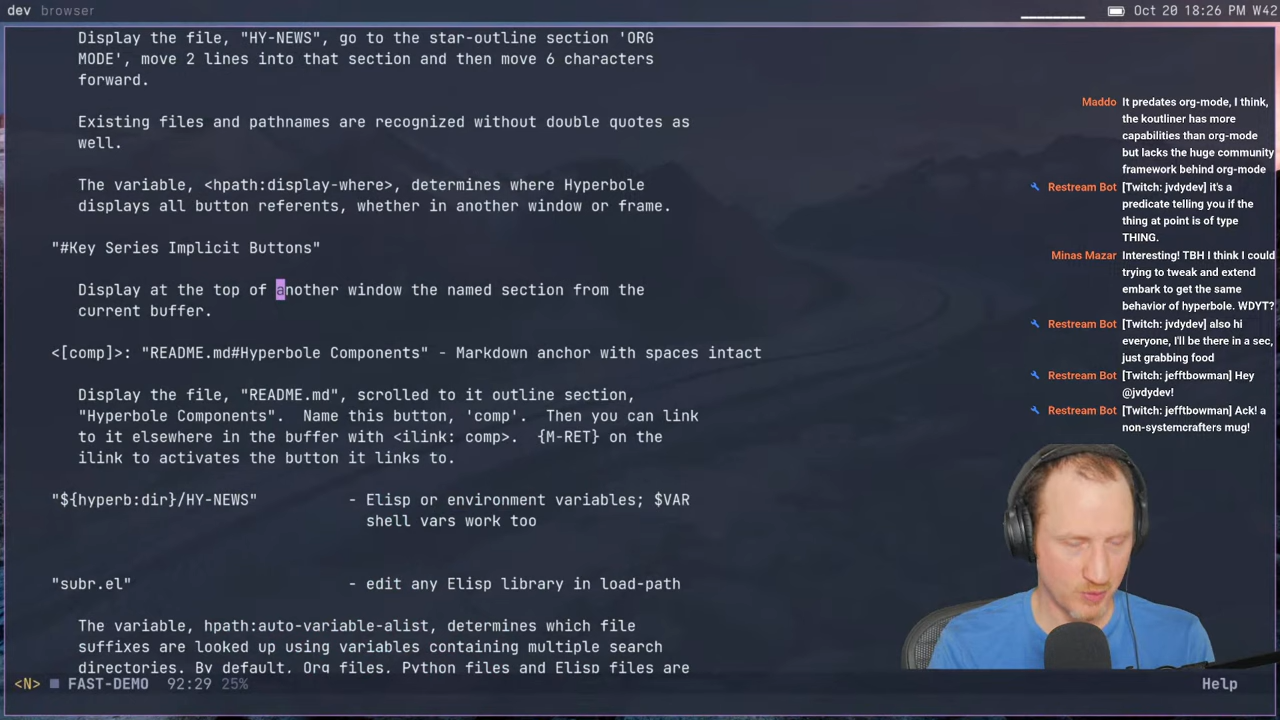 dev browser
Oct 20 18:26 PM W42
Display the file, "HY-NEWS", go to the star-outline section 'ORG
MODE', move 2 lines into that section and then move 6 characters
forward.
Existing files and pathnames are recognized without double quotes as
well.
The variable, <hpath:display-where>, determines where Hyperbole
displays all button referents, whether in another window or frame.
"#Key Series Implicit Buttons"
Display at the top of another window the named section from the
current buffer.
<[comp]>: "README.md#Hyperbole Components" - Markdown anchor with spaces intact
Display the file, "README.md", scrolled to it outline section,
"Hyperbole Components".  Name this button, 'comp'.  Then you can link
to it elsewhere in the buffer with <ilink: comp>.  {M-RET} on the
ilink to activates the button it links to.
"${hyperb:dir}/HY-NEWS" - Elisp or environment variables; $VAR
shell vars work too
"subr.el" - edit any Elisp library in load-path
The variable, hpath:auto-variable-alist, determines which file
suffixes are looked up using variables containing multiple search
directories. By default, Org files, Python files and Elisp files are
<N> FAST-DEMO 92:29 25% Help
Maddo It predates org-mode, I think,
the koutliner has more
capabilities than org-mode
but lacks the huge community
framework behind org-mode
Restream Bot [Twitch: jvdydev] it's a
predicate telling you if the
thing at point is of type
THING.
Minas Mazar Interesting! TBH I think I could
trying to tweak and extend
embark to get the same
behavior of hyperbole. WDYT?
Restream Bot [Twitch: jvdydev] also hi
everyone, I'll be there in a sec,
just grabbing food
Restream Bot [Twitch: jefftbowman] Hey
@jvdydev!
Restream Bot [Twitch: jefftbowman] Ack! a
non-systemcrafters mug!